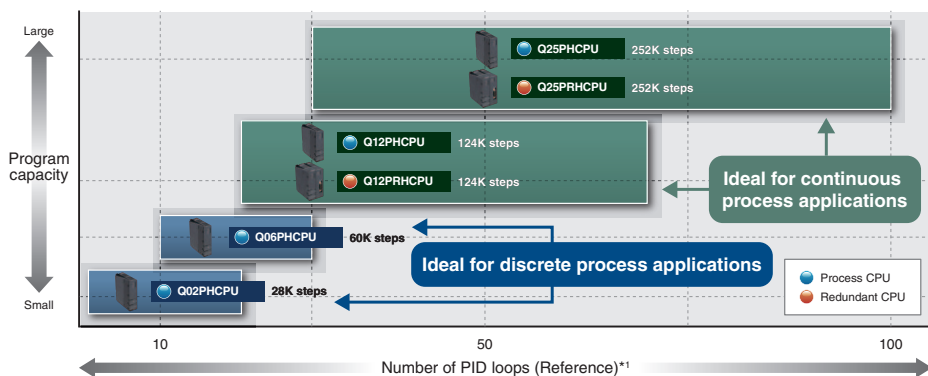 Large
Program
capacity
Small
Q25PHCPU 252K steps
Q25PRHCPU 252K steps
Q12PHCPU 124K steps
Q12PRHCPU 124K steps
Ideal for continuous
process applications
Q06PHCPU 60K steps
Ideal for discrete process applications
Q02PHCPU 28K steps
Process CPU
Redundant CPU
10 50 100
Number of PID loops (Reference)*1